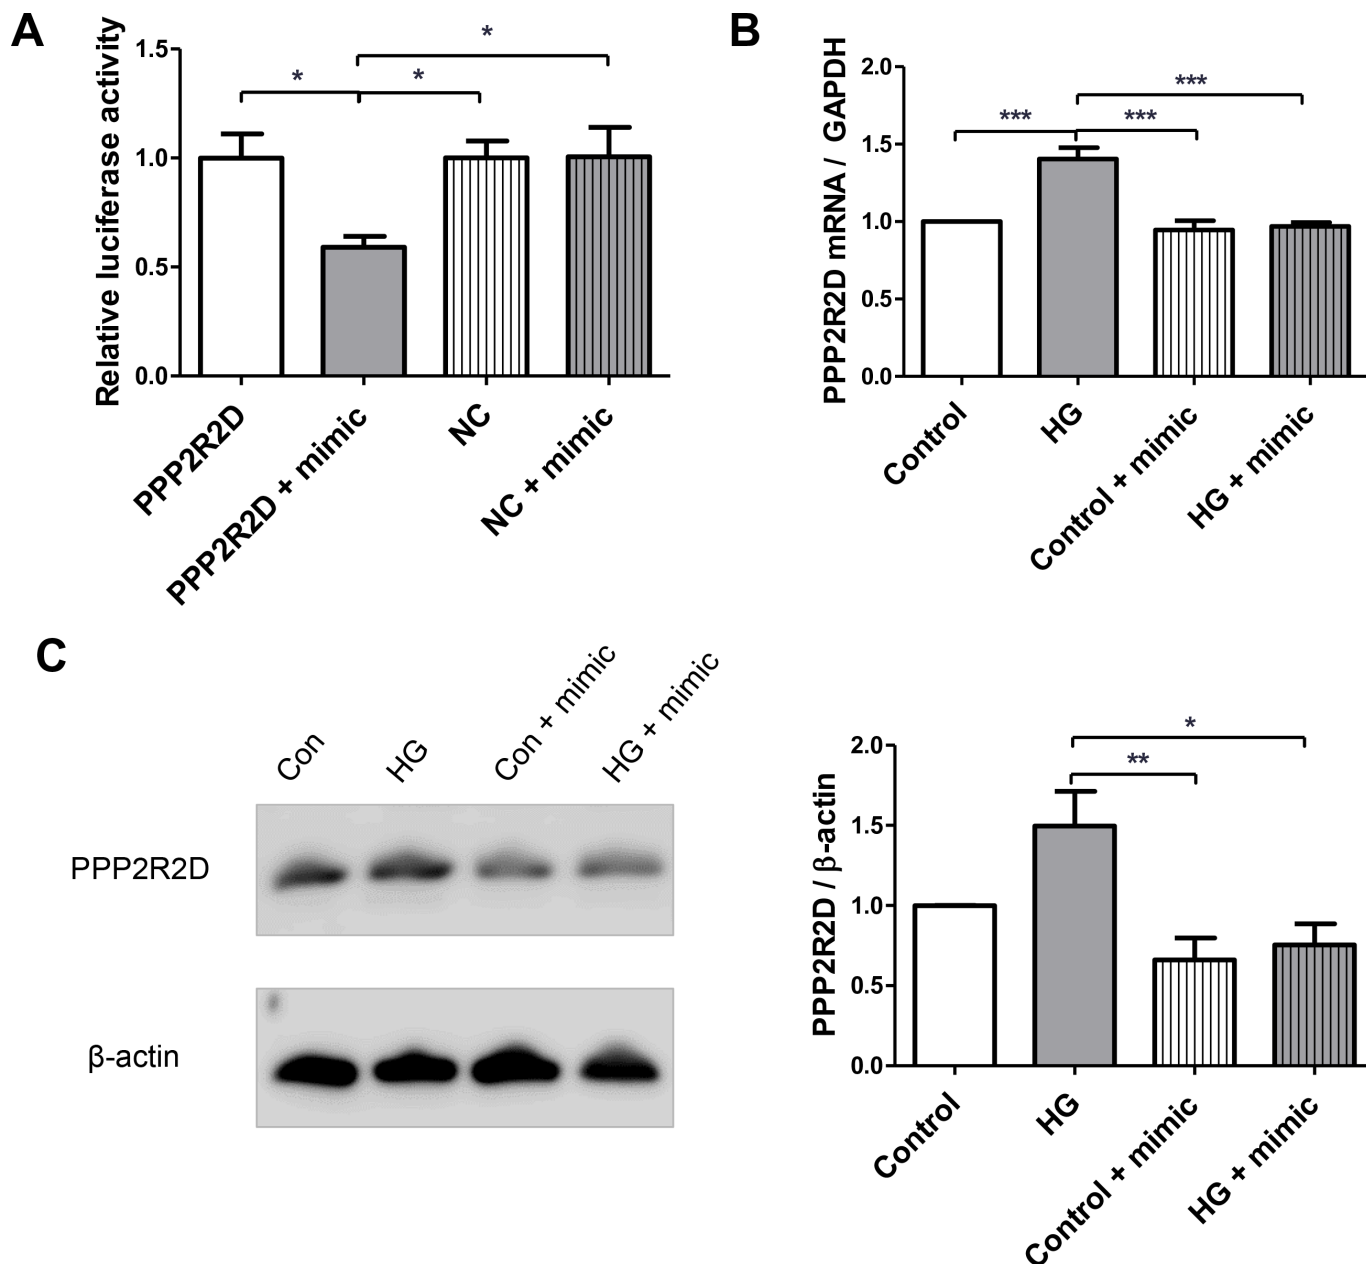 A
Relative luciferase activity
1.5
1.0
0.5
0.0
*
*
*
PPP2R2D
PPP2R2D + mimic
NC
NC + mimic
B
PPP2R2D mRNA / GAPDH
2.0
1.5
1.0
0.5
0.0
***
***
***
Control
HG
Control + mimic
HG + mimic
C
Con
HG
Con + mimic
HG + mimic
PPP2R2D
β-actin
PPP2R2D / β-actin
2.0
1.5
1.0
0.5
0.0
*
**
Control
HG
Control + mimic
HG + mimic